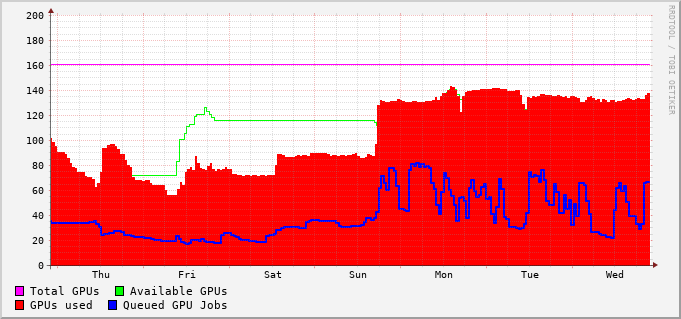 200
180
160
140
120
100
80
60
40
20
0
Thu Fri Sat Sun Mon Tue Wed
Total GPUs Available GPUs
GPUs used Queued GPU Jobs
RRDTOOL / TOBI OETIKER